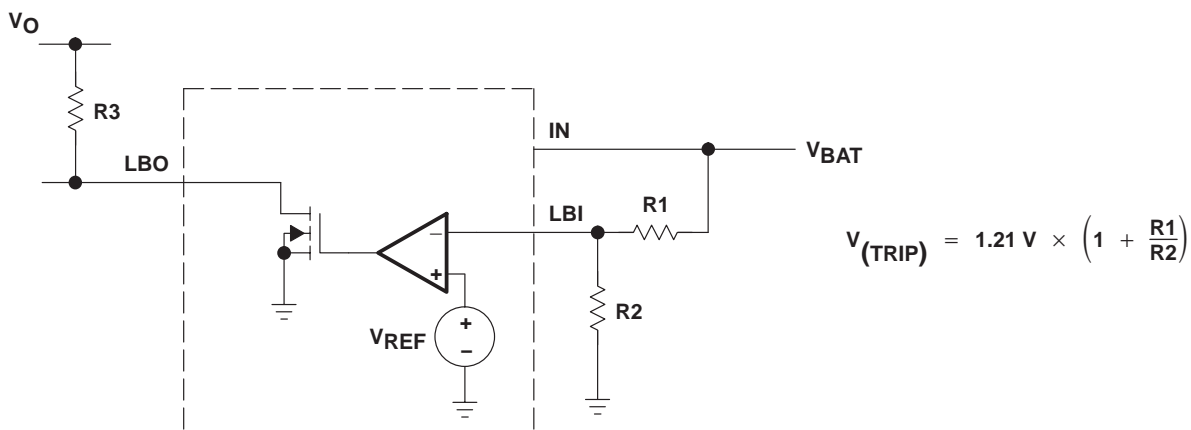 VO
R3
LBO
IN
VBAT
LBI
R1
R2
−
+
VREF
+
−
V(TRIP) = 1.21 V × (1 + R1/R2)